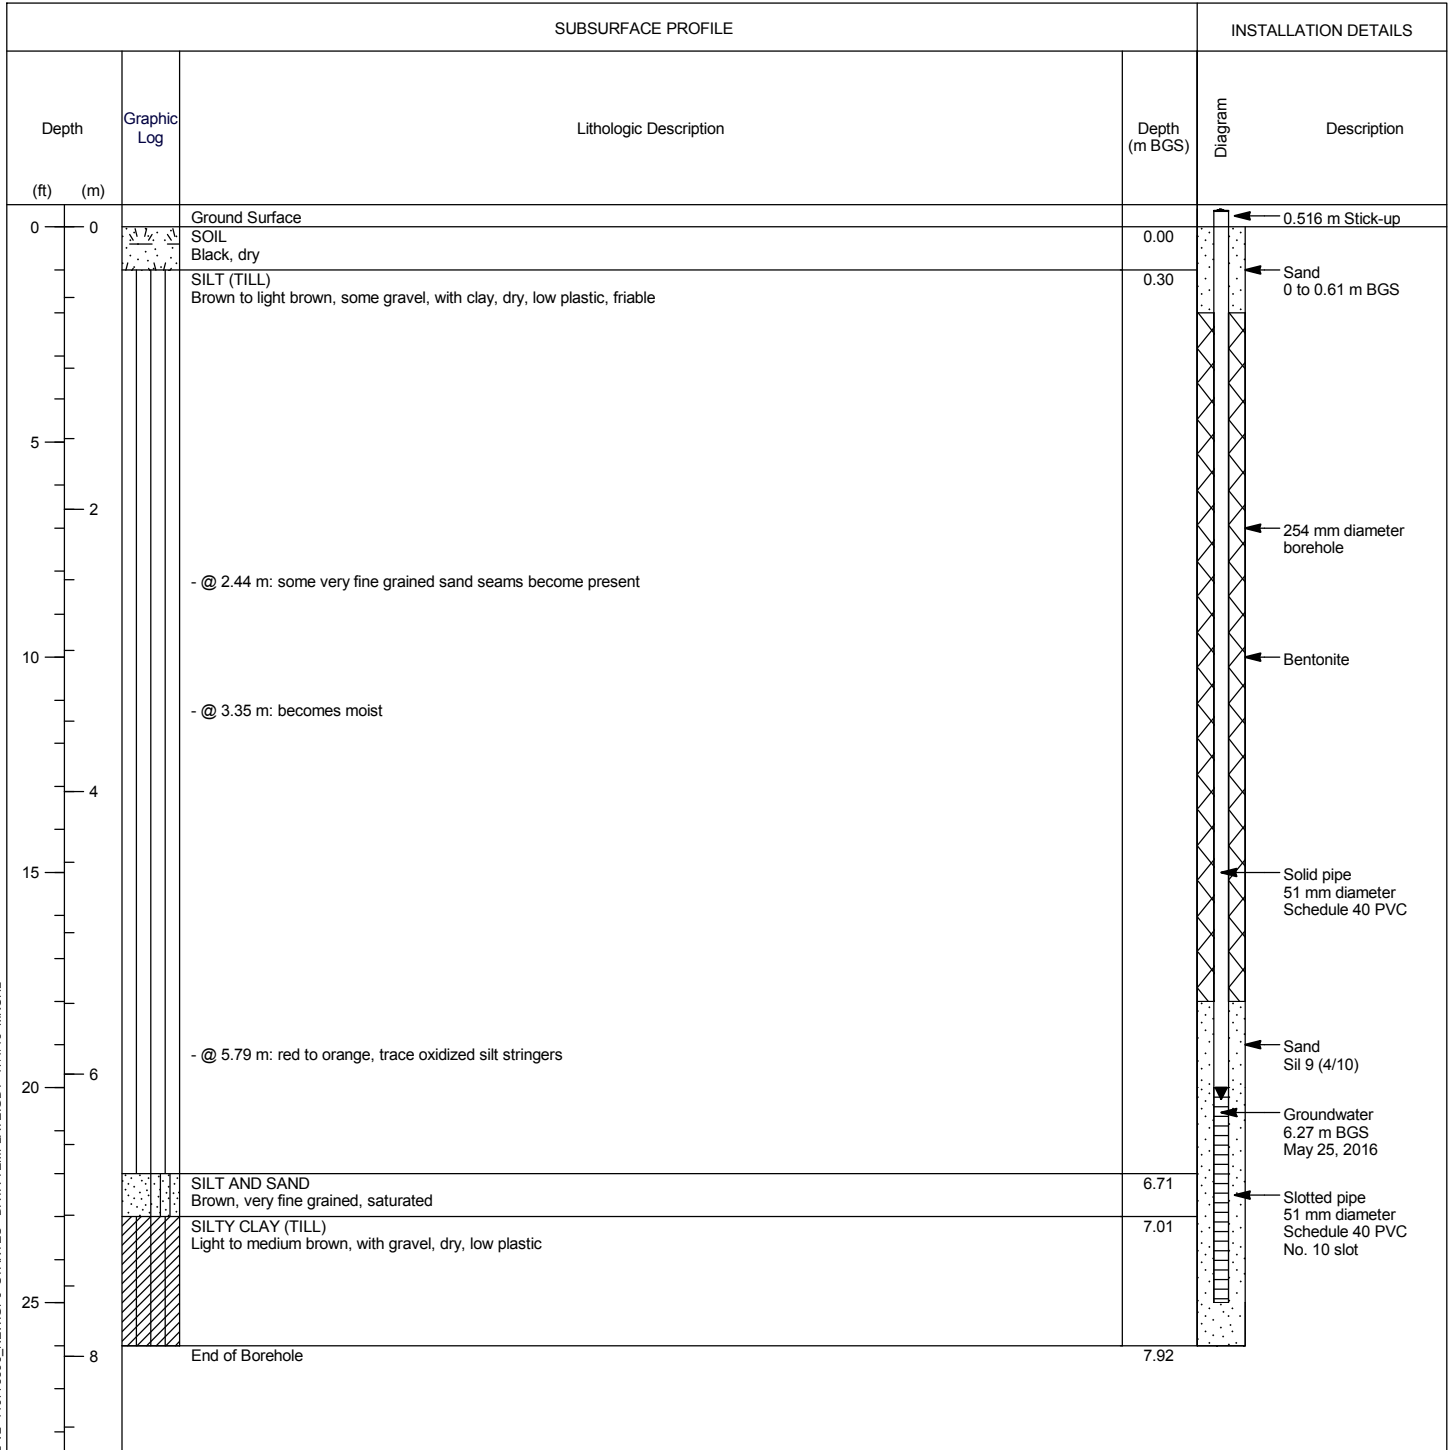 SUBSURFACE PROFILE
INSTALLATION DETAILS
Depth
Graphic
Log
Lithologic Description
Depth
(m BGS)
Diagram
Description
(ft) (m)
Ground Surface
0.516 m Stick-up
0 0
SOIL
0.00
Black, dry
SILT (TILL)
0.30
Brown to light brown, some gravel, with clay, dry, low plastic, friable
Sand
0 to 0.61 m BGS
5
2
254 mm diameter
borehole
- @ 2.44 m: some very fine grained sand seams become present
10
Bentonite
- @ 3.35 m: becomes moist
4
15
Solid pipe
51 mm diameter
Schedule 40 PVC
- @ 5.79 m: red to orange, trace oxidized silt stringers
Sand
Sil 9 (4/10)
6
20
Groundwater
6.27 m BGS
May 25, 2016
SILT AND SAND
6.71
Brown, very fine grained, saturated
Slotted pipe
51 mm diameter
Schedule 40 PVC
No. 10 slot
SILTY CLAY (TILL)
7.01
Light to medium brown, with gravel, dry, low plastic
25
8
End of Borehole
7.92